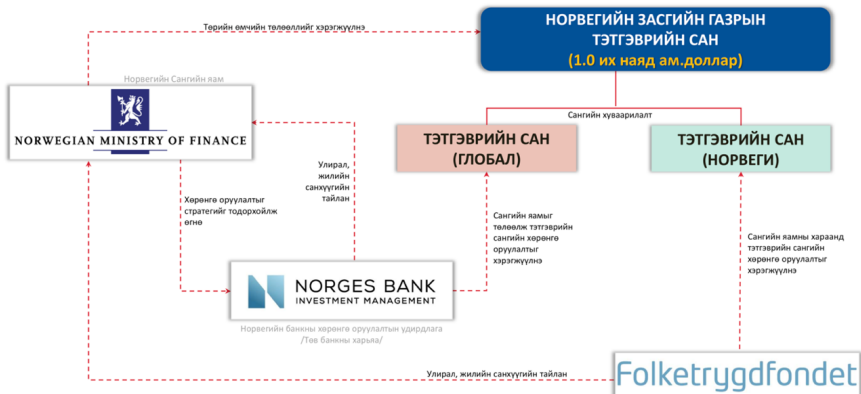 Төрийн өмчийн төлөөллийг хэрэгжүүлнэ
НОРВЕГИЙН ЗАСГИЙН ГАЗРЫН
ТЭТГЭВРИЙН САН
(1.0 их наяд ам.доллар)
Норвегийн Сангийн яам
NORWEGIAN MINISTRY OF FINANCE
Сангийн хуваарилалт
ТЭТГЭВРИЙН САН
(ГЛОБАЛ)
ТЭТГЭВРИЙН САН
(НОРВЕГИ)
Улирал,
жилийн
санхүүгийн
тайлан
Хөрөнгө оруулалтыг
стратегийг тодорхойлж
өгнө
Сангийн яамыг
төлөөлж тэтгэврийн
сангийн хөрөнгө
оруулалтыг
хэрэгжүүлнэ
Сангийн яамны хараанд
тэтгэврийн сангийн
хөрөнгө оруулалтыг
хэрэгжүүлнэ
NORGES BANK
INVESTMENT MANAGEMENT
Норвегийн банкны хөрөнгө оруулалтын удирдлага
/Төв банкны харьяа/
Улирал, жилийн санхүүгийн тайлан
Folketrygdfondet